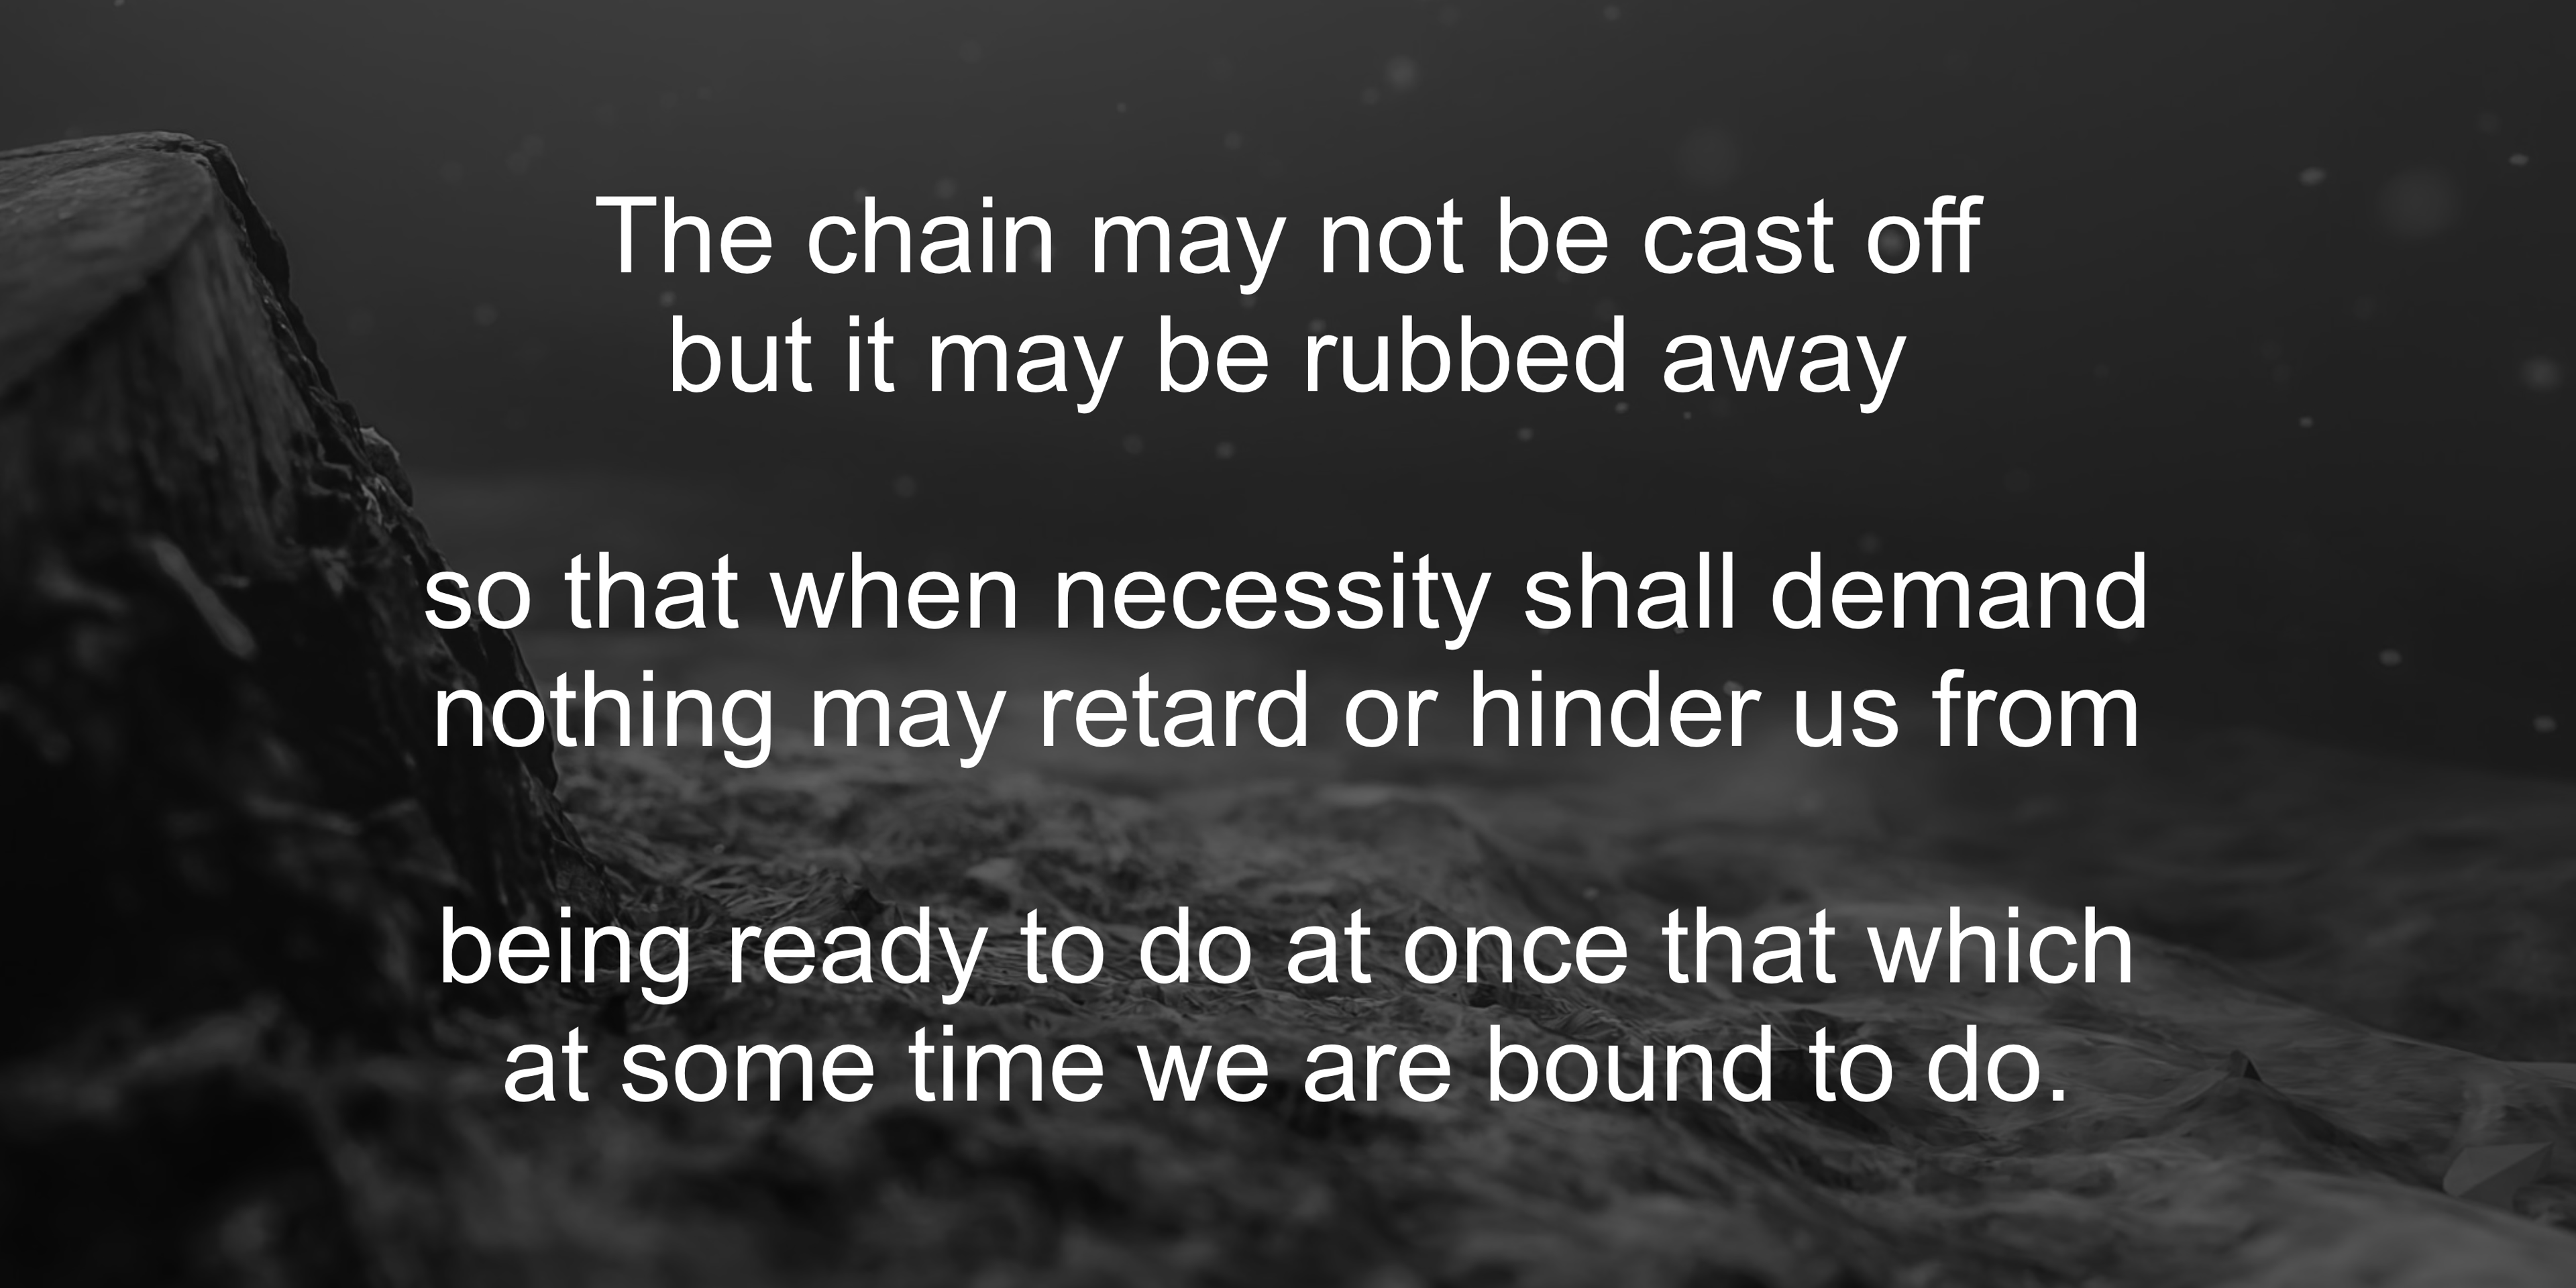 The chain may not be cast off
but it may be rubbed away
so that when necessity shall demand
nothing may retard or hinder us from
being ready to do at once that which
at some time we are bound to do.